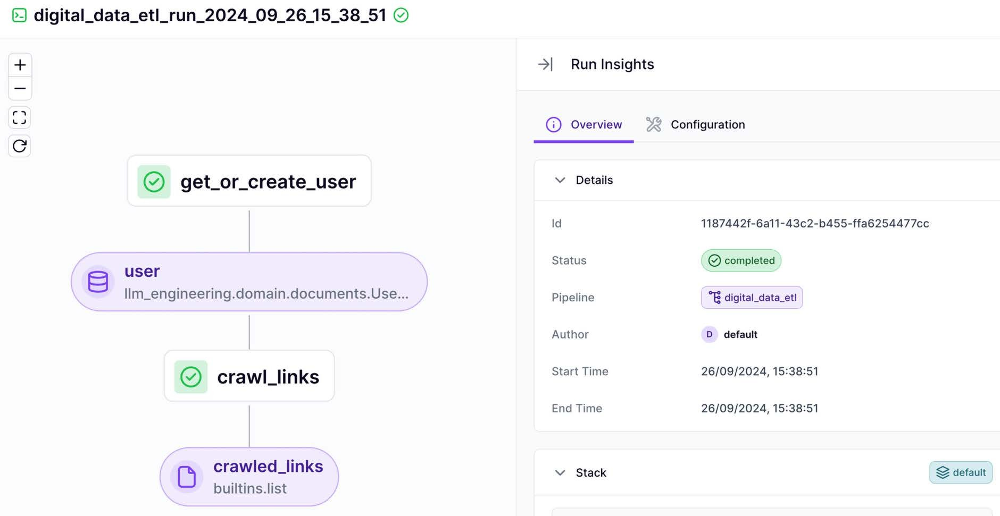 digital_data_etl_run_2024_09_26_15_38_51
Run Insights
Overview
Configuration
get_or_create_user
user
llm_engineering.domain.documents.Use...
crawl_links
crawled_links
builtins.list
Details
Id 1187442f-6a11-43c2-b455-ffa6254477cc
Status completed
Pipeline digital_data_etl
Author D default
Start Time 26/09/2024, 15:38:51
End Time 26/09/2024, 15:38:51
Stack default